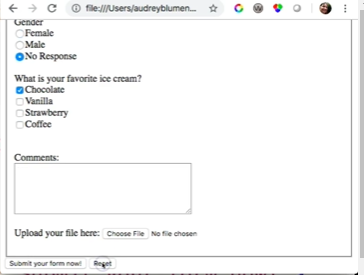 file:///Users/audreyblumen...
Gender
Female
Male
No Response
What is your favorite ice cream?
Chocolate
Vanilla
Strawberry
Coffee
Comments:
Upload your file here: Choose File No file chosen
Submit your form now! Reset